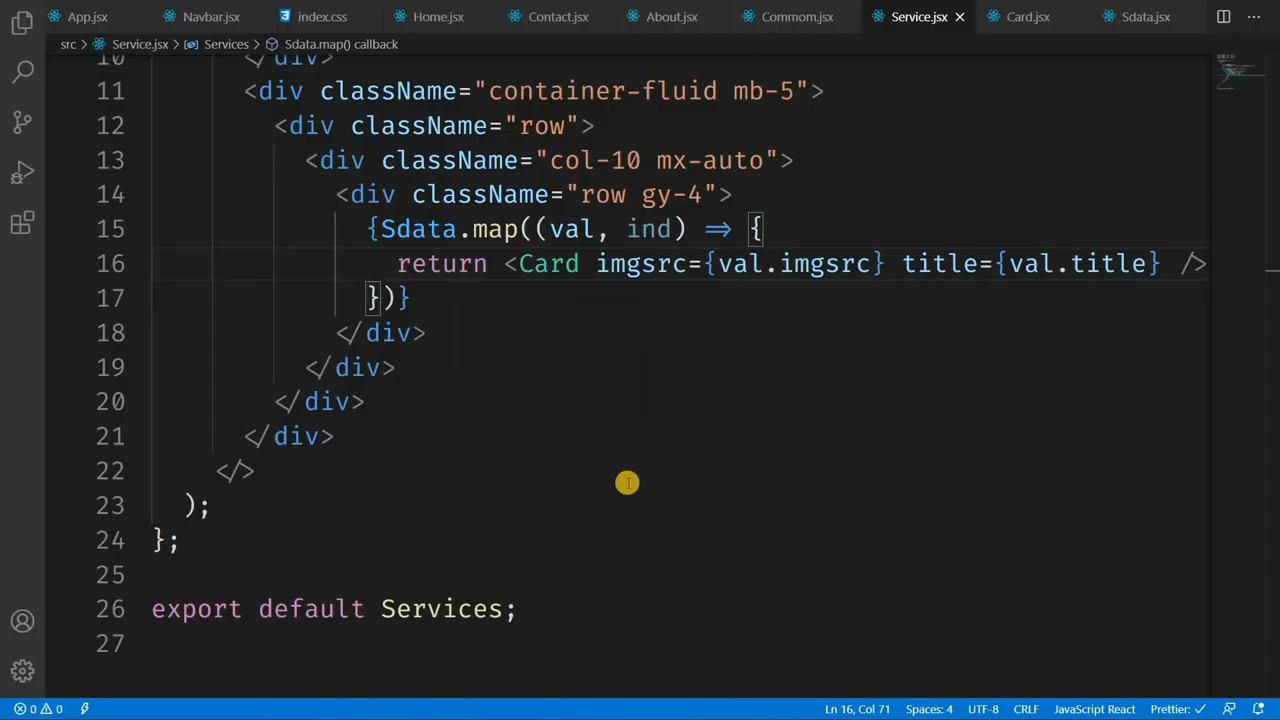 App.jsx Navbar.jsx index.css Home.jsx Contact.jsx About.jsx Commom.jsx Service.jsx Card.jsx Sdata.jsx
src > Service.jsx > Services > Sdata.map() callback
10 </div>
11 <div className="container-fluid mb-5">
12 <div className="row">
13 <div className="col-10 mx-auto">
14 <div className="row gy-4">
15 {Sdata.map((val, ind) => {
16 return <Card imgsrc={val.imgsrc} title={val.title} />
17 })}
18 </div>
19 </div>
20 </div>
21 </div>
22 </>
23 );
24 };
25
26 export default Services;
27
0 0 Ln 16, Col 71 Spaces: 4 UTF-8 CRLF JavaScript React Prettier: ✓